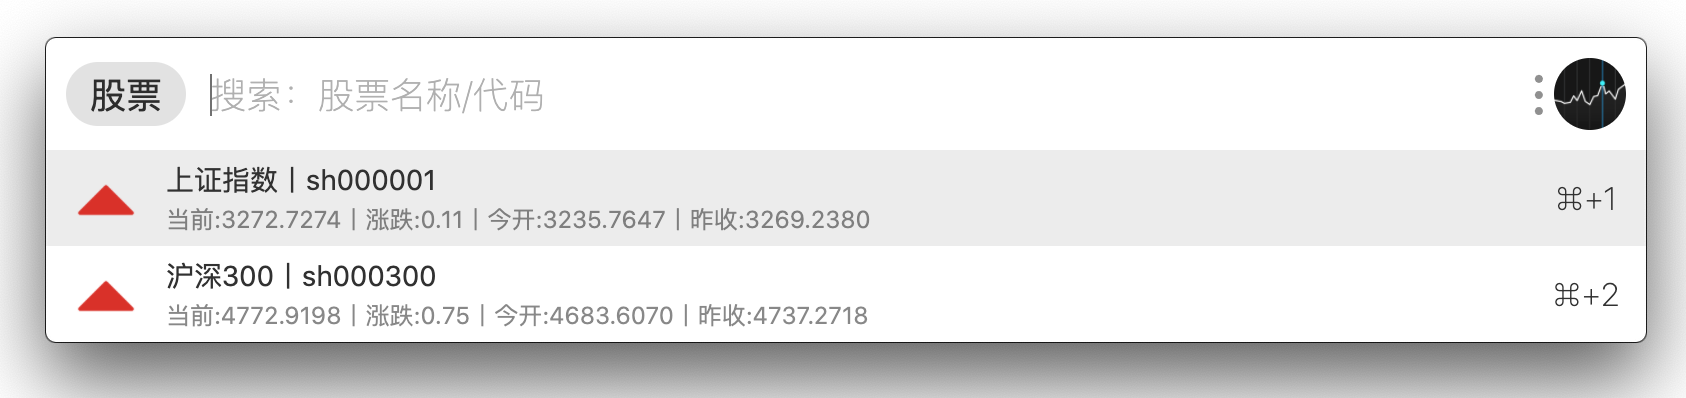 股票 搜索：股票名称/代码
上证指数 | sh000001
当前:3272.7274 | 涨跌:0.11 | 今开:3235.7647 | 昨收:3269.2380
⌘+1
沪深300 | sh000300
当前:4772.9198 | 涨跌:0.75 | 今开:4683.6070 | 昨收:4737.2718
⌘+2